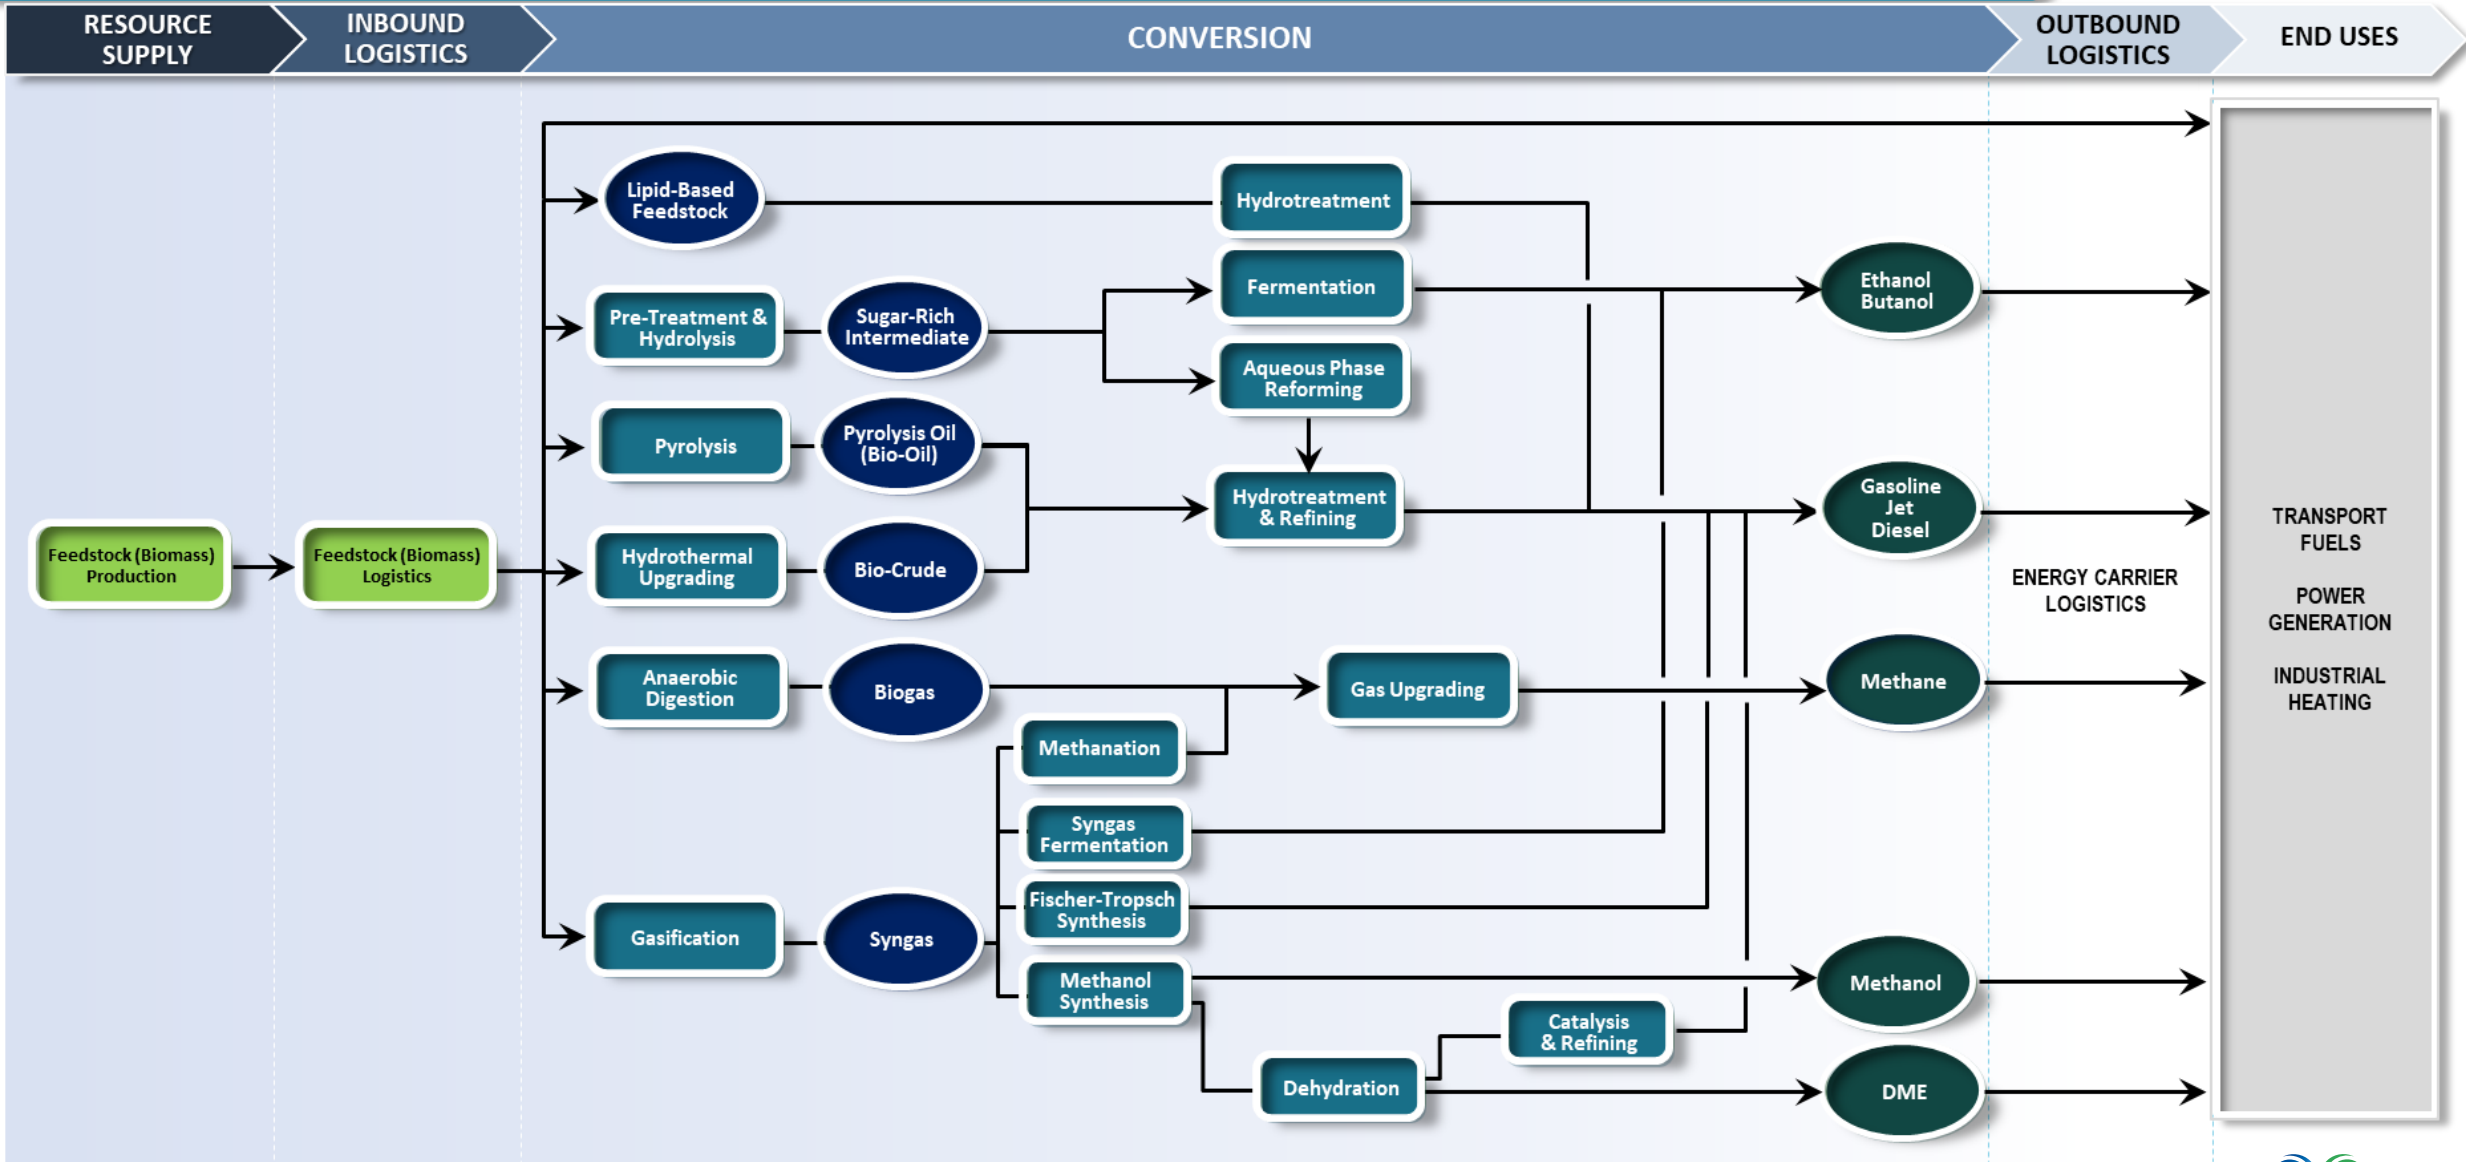 RESOURCE
SUPPLY
INBOUND
LOGISTICS
CONVERSION
OUTBOUND
LOGISTICS
END USES
Lipid-Based
Feedstock
Hydrotreatment
Fermentation
Ethanol
Butanol
Pre-Treatment &
Hydrolysis
Sugar-Rich
Intermediate
Aqueous Phase
Reforming
Pyrolysis
Pyrolysis Oil
(Bio-Oil)
Hydrotreatment
& Refining
Gasoline
Jet
Diesel
Feedstock (Biomass)
Production
Feedstock (Biomass)
Logistics
Hydrothermal
Upgrading
Bio-Crude
ENERGY CARRIER
LOGISTICS
TRANSPORT
FUELS
POWER
GENERATION
INDUSTRIAL
HEATING
Anaerobic
Digestion
Biogas
Gas Upgrading
Methane
Methanation
Syngas
Fermentation
Fischer-Tropsch
Synthesis
Gasification
Syngas
Methanol
Synthesis
Methanol
Catalysis
& Refining
Dehydration
DME